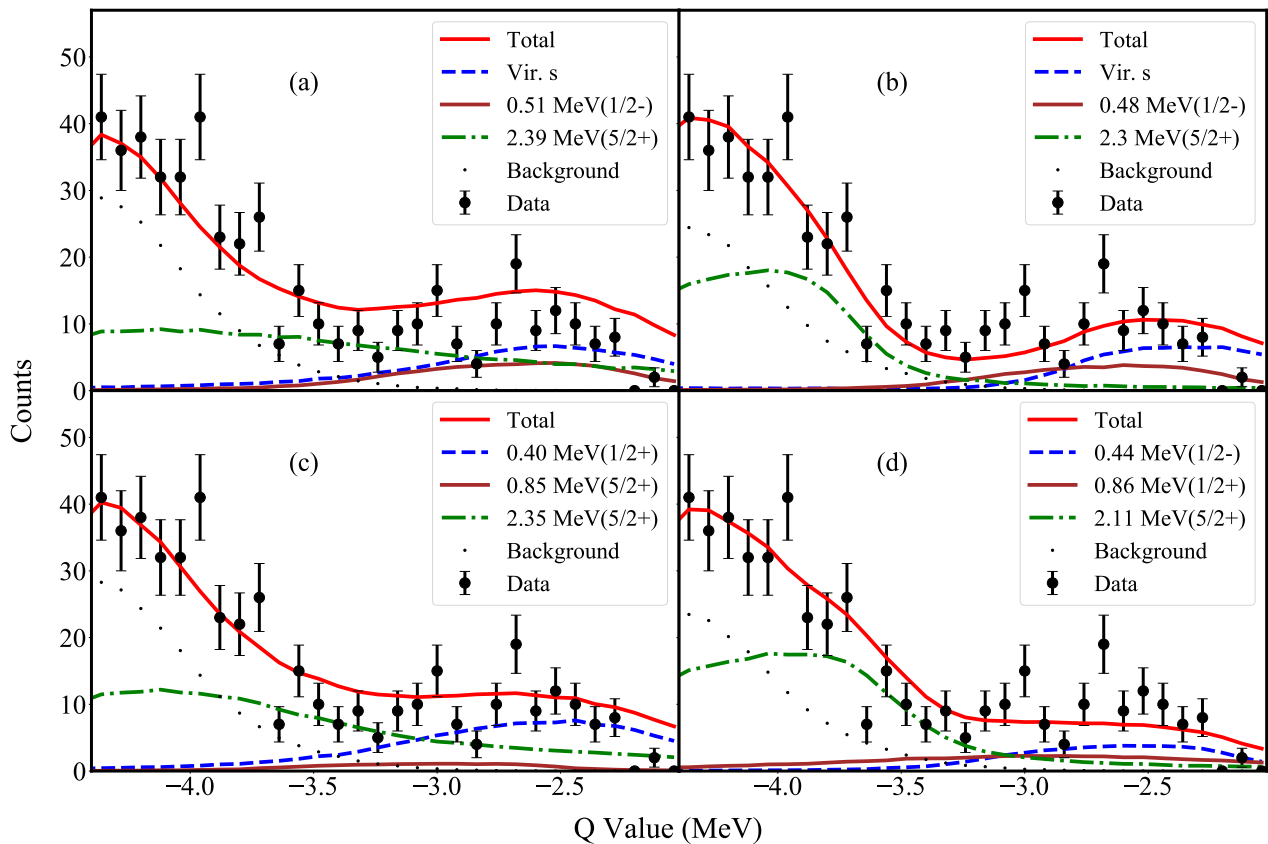 Counts
50
40
30
20
10
0
(a)
Total
Vir. s
0.51 MeV(1/2-)
2.39 MeV(5/2+)
Background
Data
(b)
Total
Vir. s
0.48 MeV(1/2-)
2.3 MeV(5/2+)
Background
Data
50
40
30
20
10
0
(c)
Total
0.40 MeV(1/2+)
0.85 MeV(5/2+)
2.35 MeV(5/2+)
Background
Data
(d)
Total
0.44 MeV(1/2-)
0.86 MeV(1/2+)
2.11 MeV(5/2+)
Background
Data
−4.0 −3.5 −3.0 −2.5
−4.0 −3.5 −3.0 −2.5
Q Value (MeV)